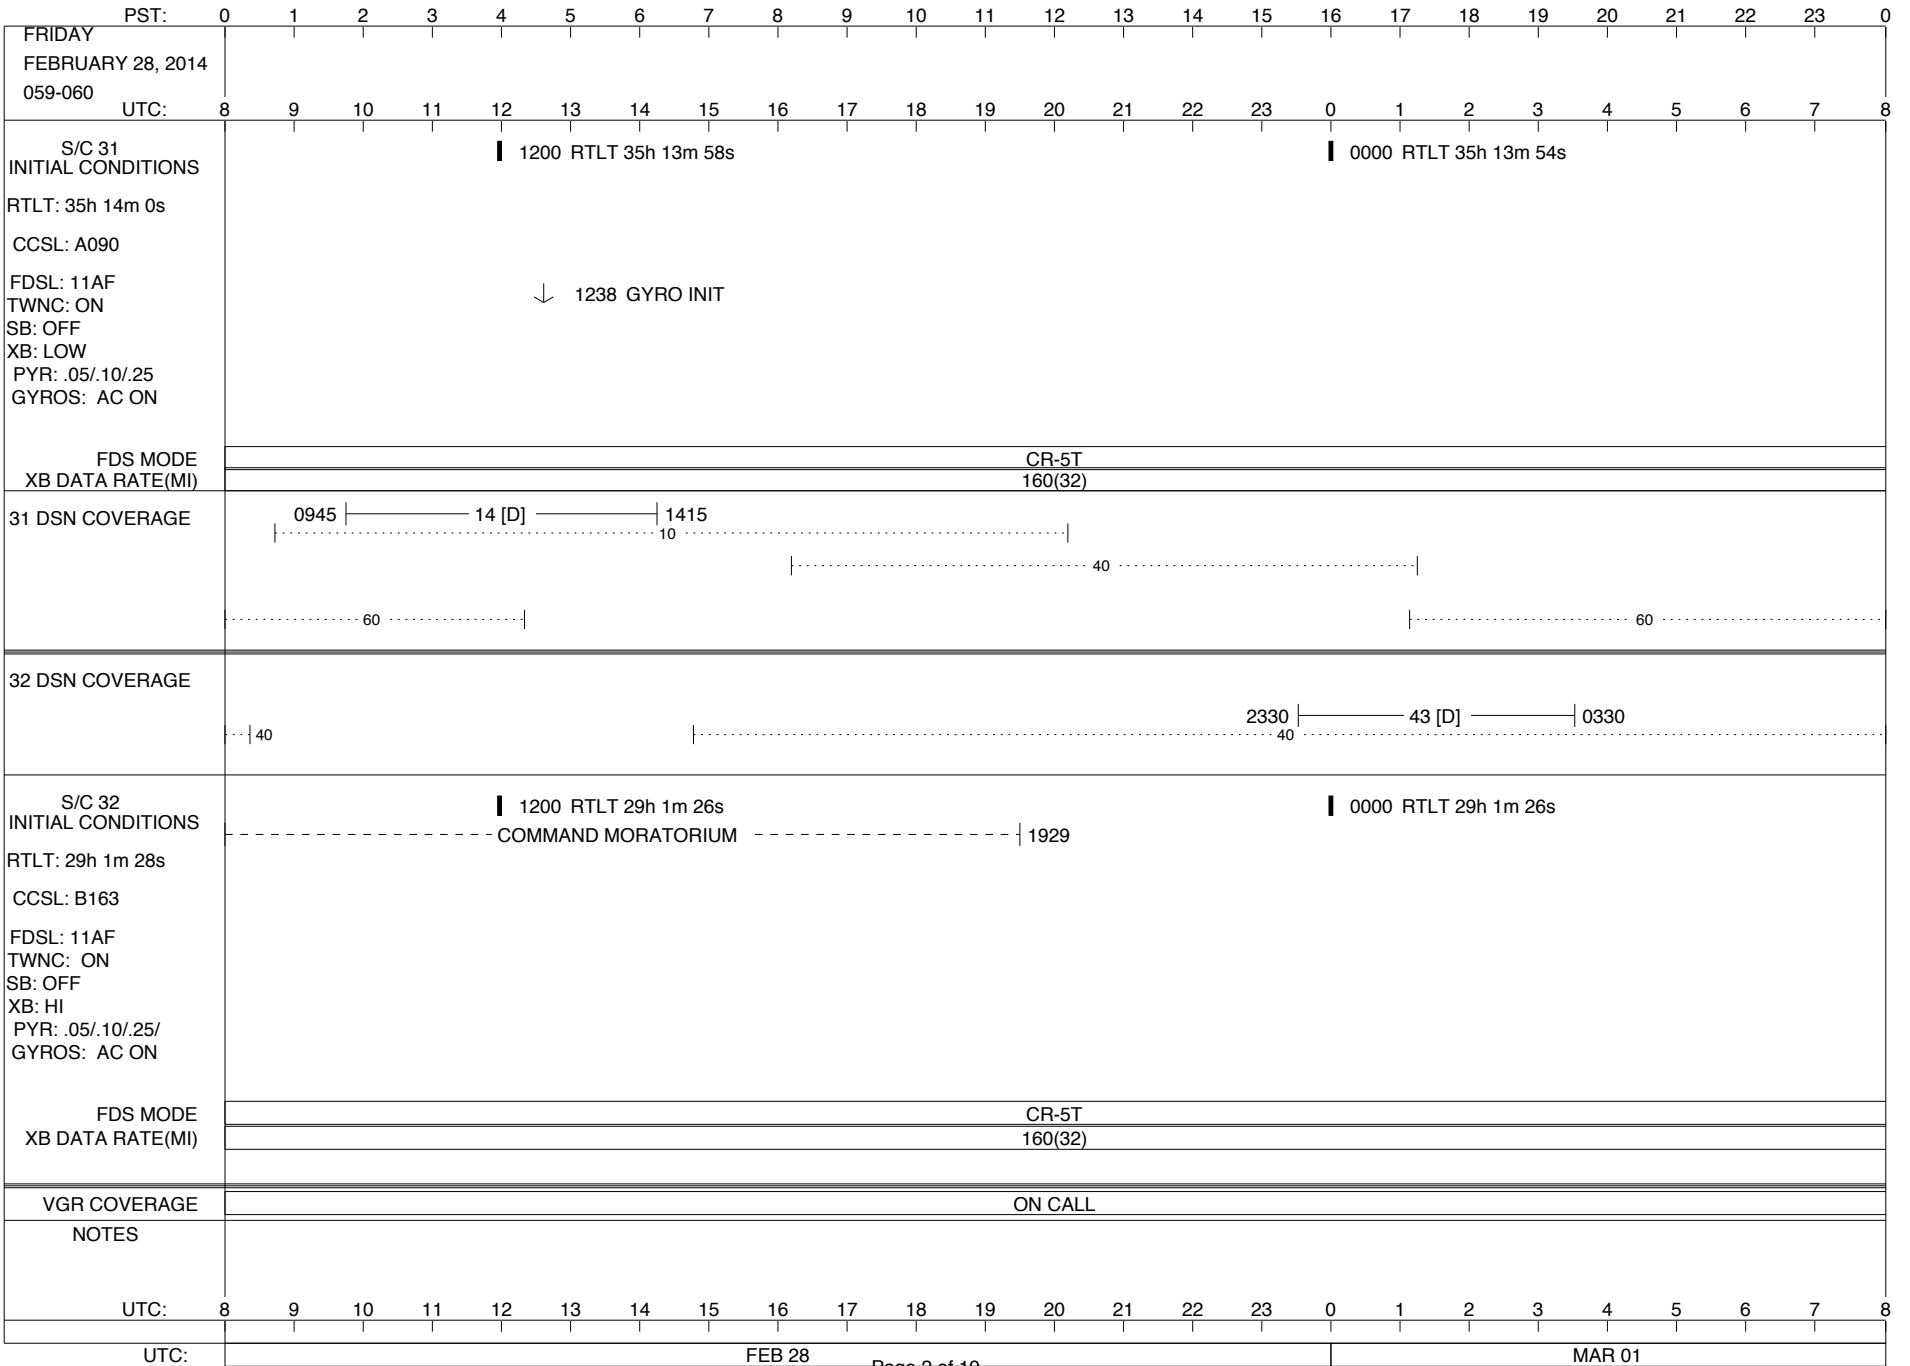 PST: 0 1 2 3 4 5 6 7 8 9 10 11 12 13 14 15 16 17 18 19 20 21 22 23 0
FRIDAY
FEBRUARY 28, 2014
059-060
UTC: 8 9 10 11 12 13 14 15 16 17 18 19 20 21 22 23 0 1 2 3 4 5 6 7 8
S/C 31
INITIAL CONDITIONS
1200 RTLT 35h 13m 58s
0000 RTLT 35h 13m 54s
RTLT: 35h 14m 0s
CCSL: A090
FDSL: 11AF
1238 GYRO INIT
TWNC: ON
SB: OFF
XB: LOW
PYR: .05/.10/.25
GYROS: AC ON
FDS MODE CR-5T
XB DATA RATE(MI) 160(32)
31 DSN COVERAGE
0945 14 [D] 1415
10
40
60 60
32 DSN COVERAGE
2330 43 [D] 0330
40 40
S/C 32
INITIAL CONDITIONS
1200 RTLT 29h 1m 26s
0000 RTLT 29h 1m 26s
COMMAND MORATORIUM 1929
RTLT: 29h 1m 28s
CCSL: B163
FDSL: 11AF
TWNC: ON
SB: OFF
XB: HI
PYR: .05/.10/.25/
GYROS: AC ON
FDS MODE CR-5T
XB DATA RATE(MI) 160(32)
VGR COVERAGE ON CALL
NOTES
UTC: 8 9 10 11 12 13 14 15 16 17 18 19 20 21 22 23 0 1 2 3 4 5 6 7 8
UTC: FEB 28 MAR 01